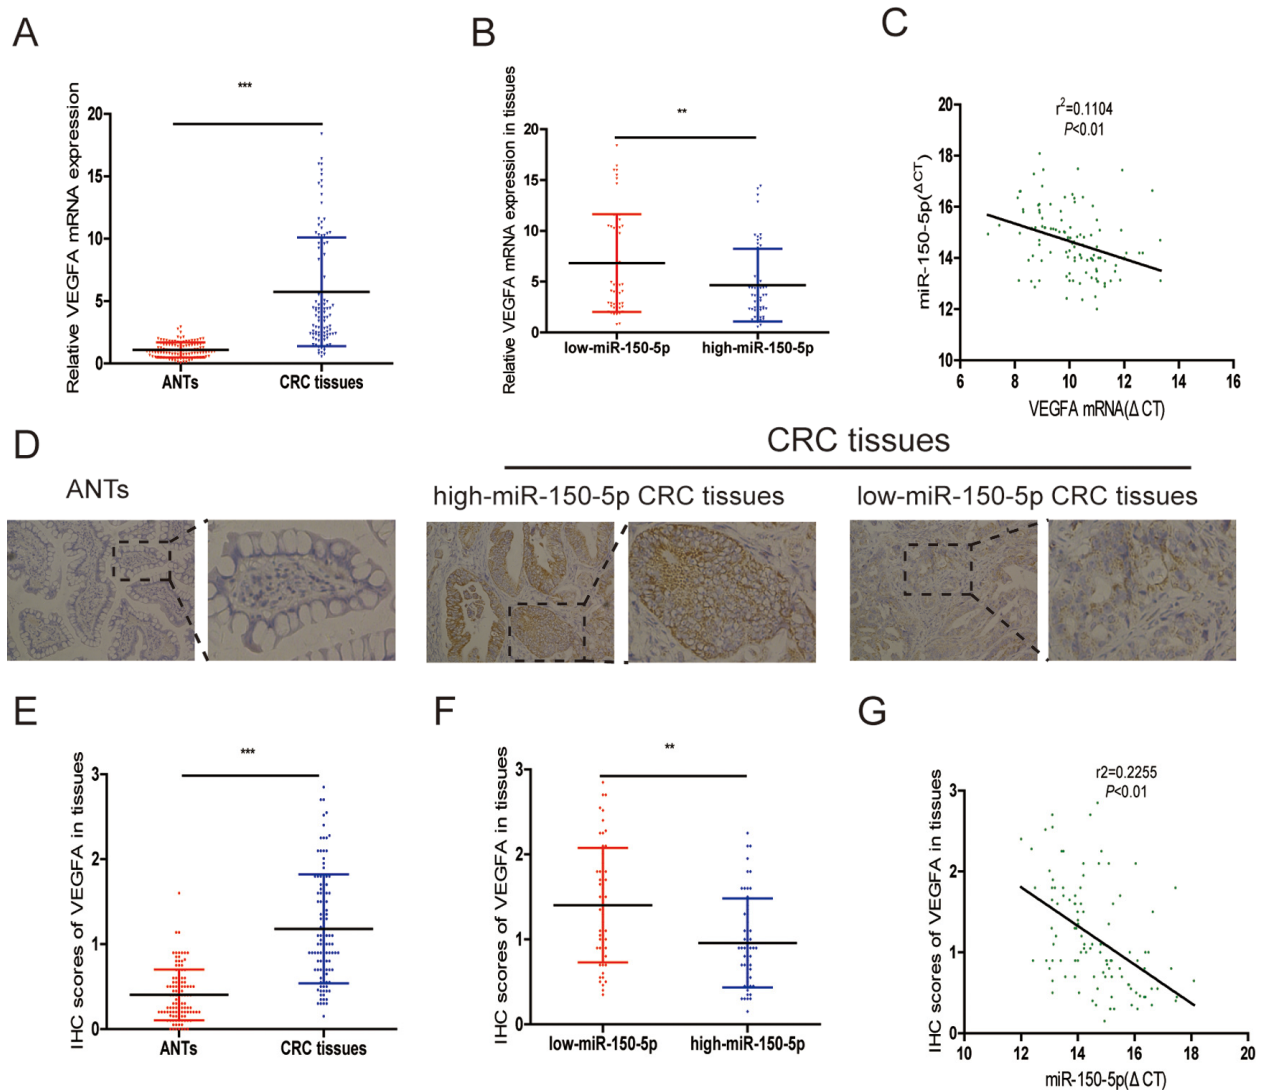 A
Relative VEGFA mRNA expression
***
20
15
10
5
0
ANTs
CRC tissues
B
Relative VEGFA mRNA expression in tissues
**
20
15
10
5
0
low-miR-150-5p
high-miR-150-5p
C
miR-150-5p(ΔCT)
r²=0.1104
P<0.01
20
18
16
14
12
10
6
8
10
12
14
16
VEGFA mRNA(Δ CT)
D
CRC tissues
ANTs
high-miR-150-5p CRC tissues
low-miR-150-5p CRC tissues
E
IHC scores of VEGFA in tissues
***
3
2
1
0
ANTs
CRC tissues
F
IHC scores of VEGFA in tissues
**
3
2
1
0
low-miR-150-5p
high-miR-150-5p
G
IHC scores of VEGFA in tissues
r2=0.2255
P<0.01
3
2
1
0
10
12
14
16
18
20
miR-150-5p(Δ CT)